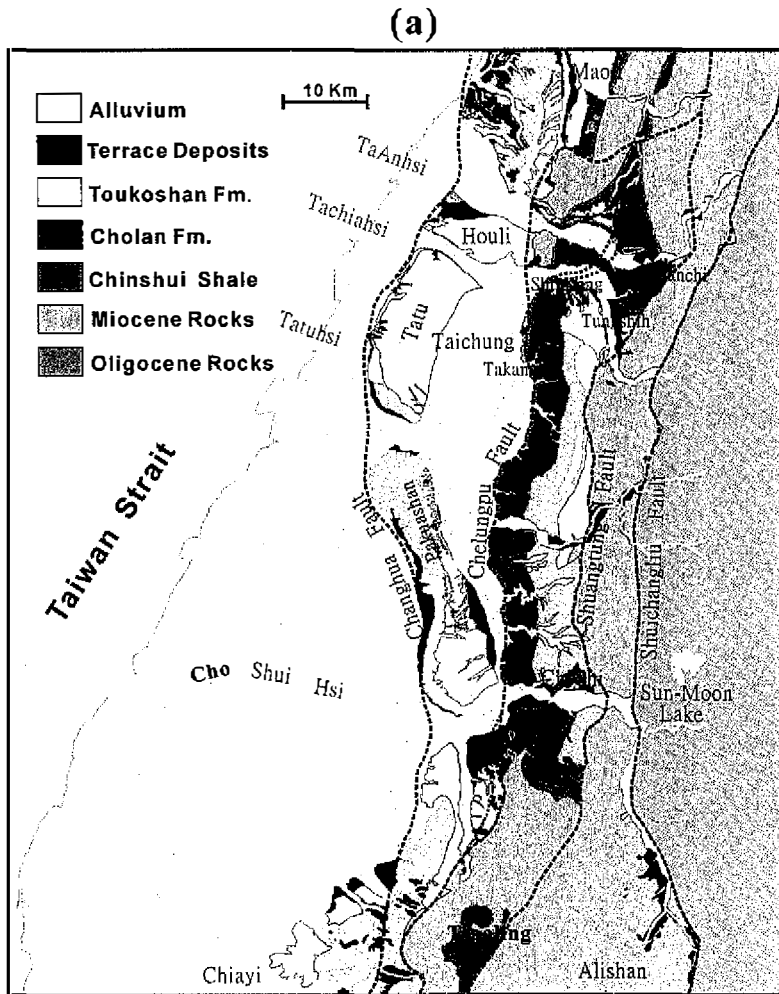 (a)
Alluvium
Terrace Deposits
Toukoshan Fm.
Cholan Fm.
Chinshui Shale
Miocene Rocks
Oligocene Rocks
10 Km
TaAnhsi
Tachiahsi
Tatuhsi
Houli
Tatu
Taichung
Takan
Taiwan Strait
Changhua Fault
Chelungpu Fault
Shuangtung Fault
Shuichangliu Fault
Cho Shui Hsi
Sun-Moon
Lake
Chiayi
Alishan